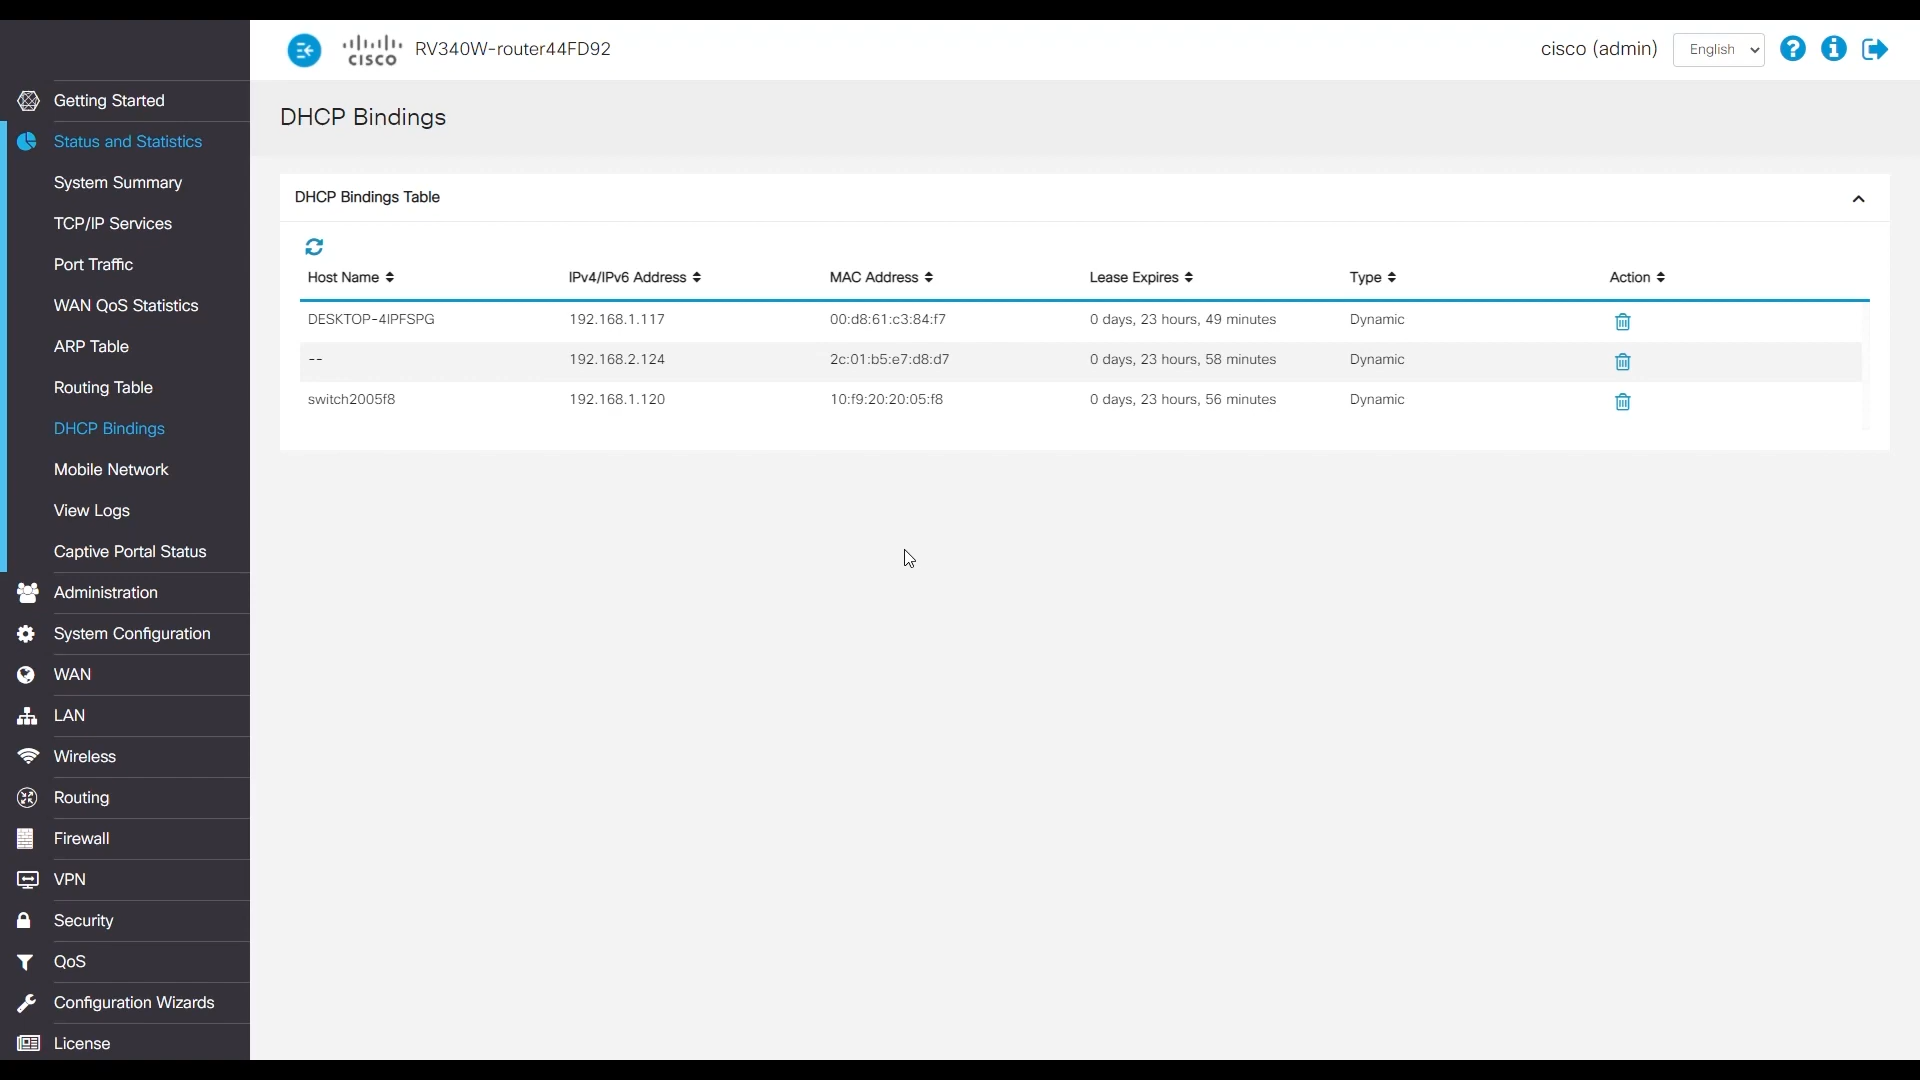 CISCO
RV340W-router44FD92
cisco (admin)
English
Getting Started
Status and Statistics
System Summary
TCP/IP Services
Port Traffic
WAN QoS Statistics
ARP Table
Routing Table
DHCP Bindings
Mobile Network
View Logs
Captive Portal Status
Administration
System Configuration
WAN
LAN
Wireless
Routing
Firewall
VPN
Security
QoS
Configuration Wizards
License
DHCP Bindings
DHCP Bindings Table
Host Name IPv4/IPv6 Address MAC Address Lease Expires Type Action
DESKTOP-4IPFSPG 192.168.1.117 00:d8:61:c3:84:f7 0 days, 23 hours, 49 minutes Dynamic
-- 192.168.2.124 2c:01:b5:e7:d8:d7 0 days, 23 hours, 58 minutes Dynamic
switch2005f8 192.168.1.120 10:f9:20:20:05:f8 0 days, 23 hours, 56 minutes Dynamic